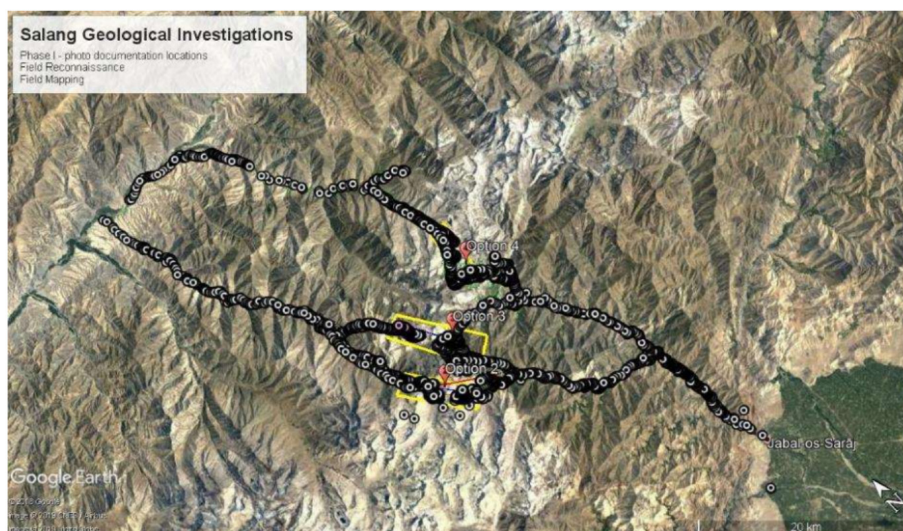 Salang Geological Investigations
Phase I - photo documentation locations
Field Reconnaissance
Field Mapping
Option 4
Option 3
Option 2
Jabal os Saraj
Google Earth
N
20 km